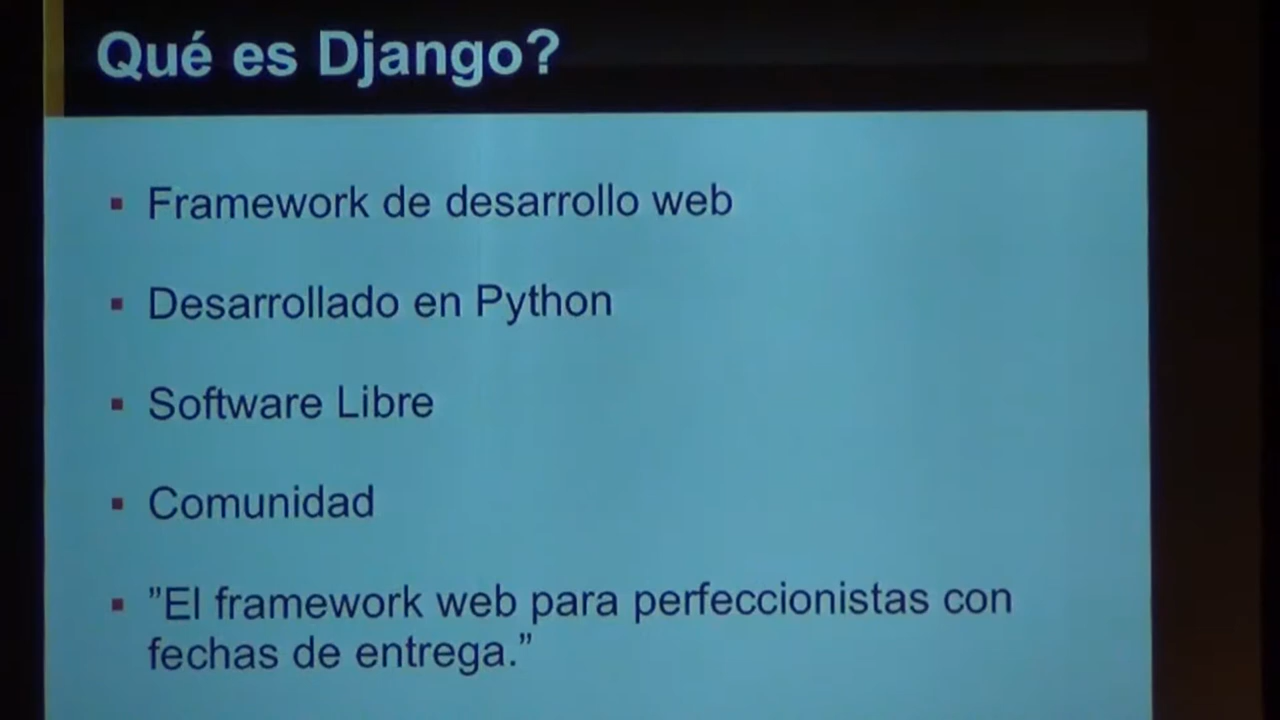 Qué es Django?
Framework de desarrollo web
Desarrollado en Python
Software Libre
Comunidad
”El framework web para perfeccionistas con
fechas de entrega.”